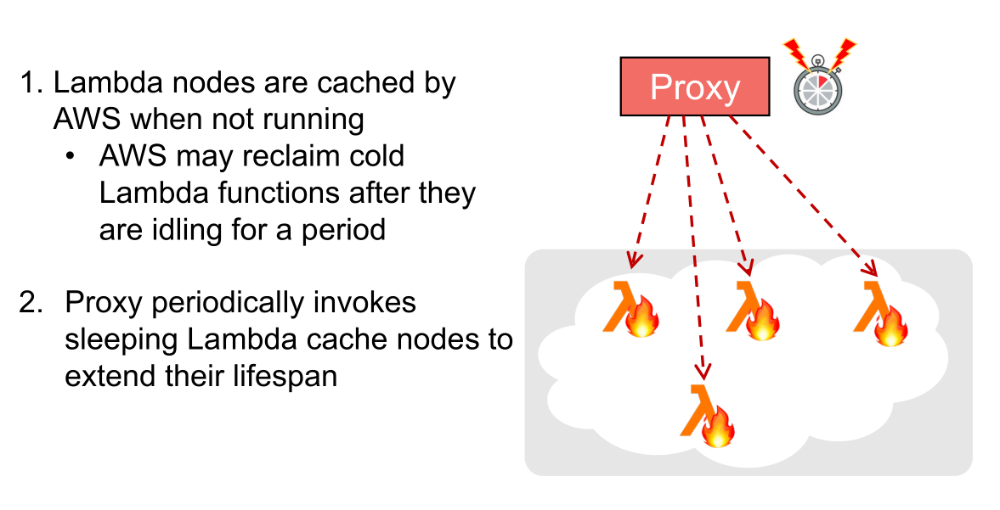 1. Lambda nodes are cached by
AWS when not running
• AWS may reclaim cold
Lambda functions after they
are idling for a period
2. Proxy periodically invokes
sleeping Lambda cache nodes to
extend their lifespan
Proxy
λ
λ
λ
λ